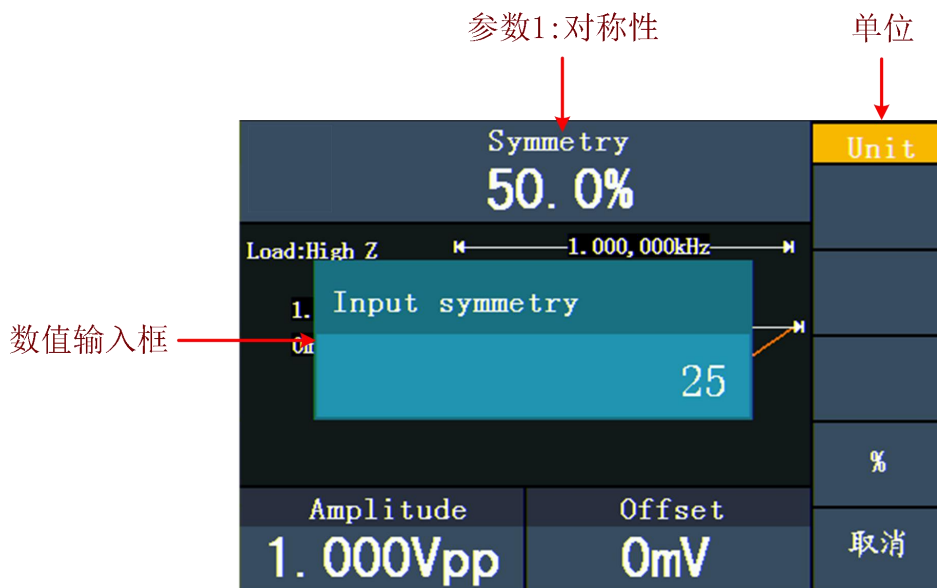 参数1:对称性
单位
Symmetry
50.0%
Unit
Load:High Z
1.000,000kHz
1.
Input symmetry
数值输入框
25
%
Amplitude
Offset
1.000Vpp
0mV
取消